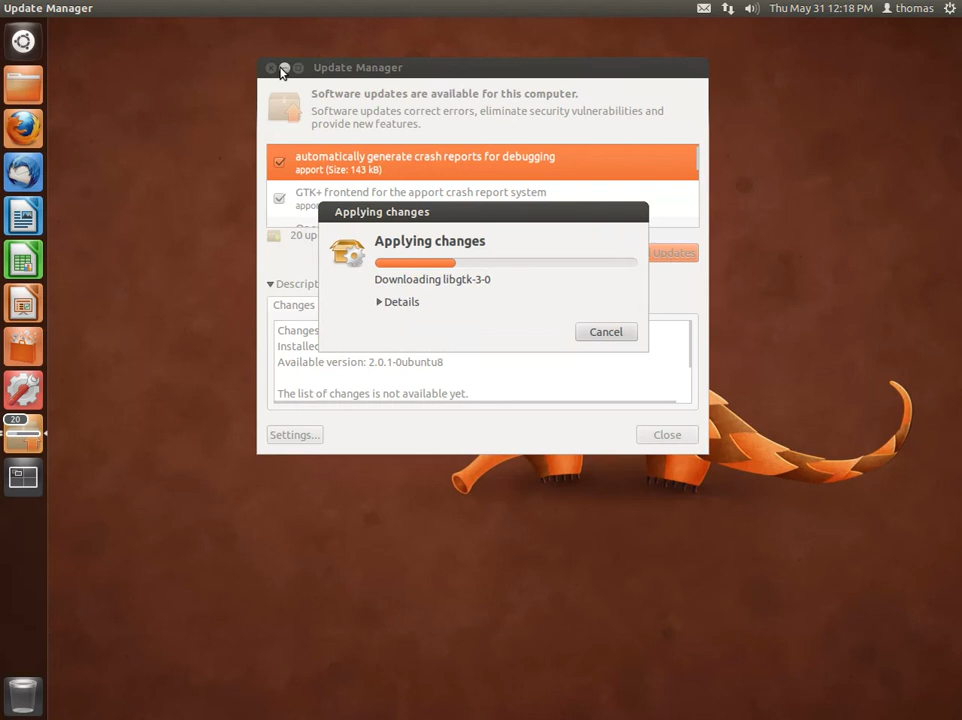 Update Manager
Thu May 31 12:18 PM thomas
Update Manager
Software updates are available for this computer.
Software updates correct errors, eliminate security vulnerabilities and
provide new features.
automatically generate crash reports for debugging
apport (Size: 143 kB)
GTK+ frontend for the apport crash report system
Applying changes
20 up
Applying changes
Updates
Downloading libgtk-3-0
Descript
Details
Changes
Changes
Cancel
Installed
Available version: 2.0.1-0ubuntu8
The list of changes is not available yet.
20
Settings...
Close